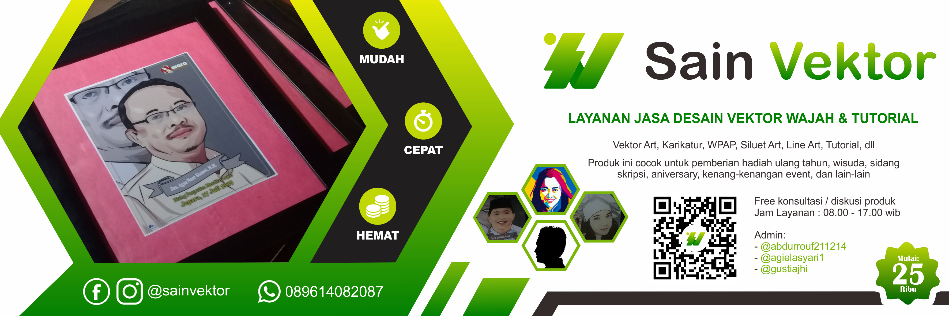 MUDAH
CEPAT
HEMAT
@sainvektor
089614082087
Sain Vektor
LAYANAN JASA DESAIN VEKTOR WAJAH & TUTORIAL
Vektor Art, Karikatur, WPAP, Siluet Art, Line Art, Tutorial, dll
Produk ini cocok untuk pemberian hadiah ulang tahun, wisuda, sidang
skripsi, aniversary, kenang-kenangan event, dan lain-lain
Free konsultasi / diskusi produk
Jam Layanan : 08.00 - 17.00 wib
Admin:
- @abdurrouf211214
- @agielasyari1
- @gustiajhi
Mulai:
25
Ribu